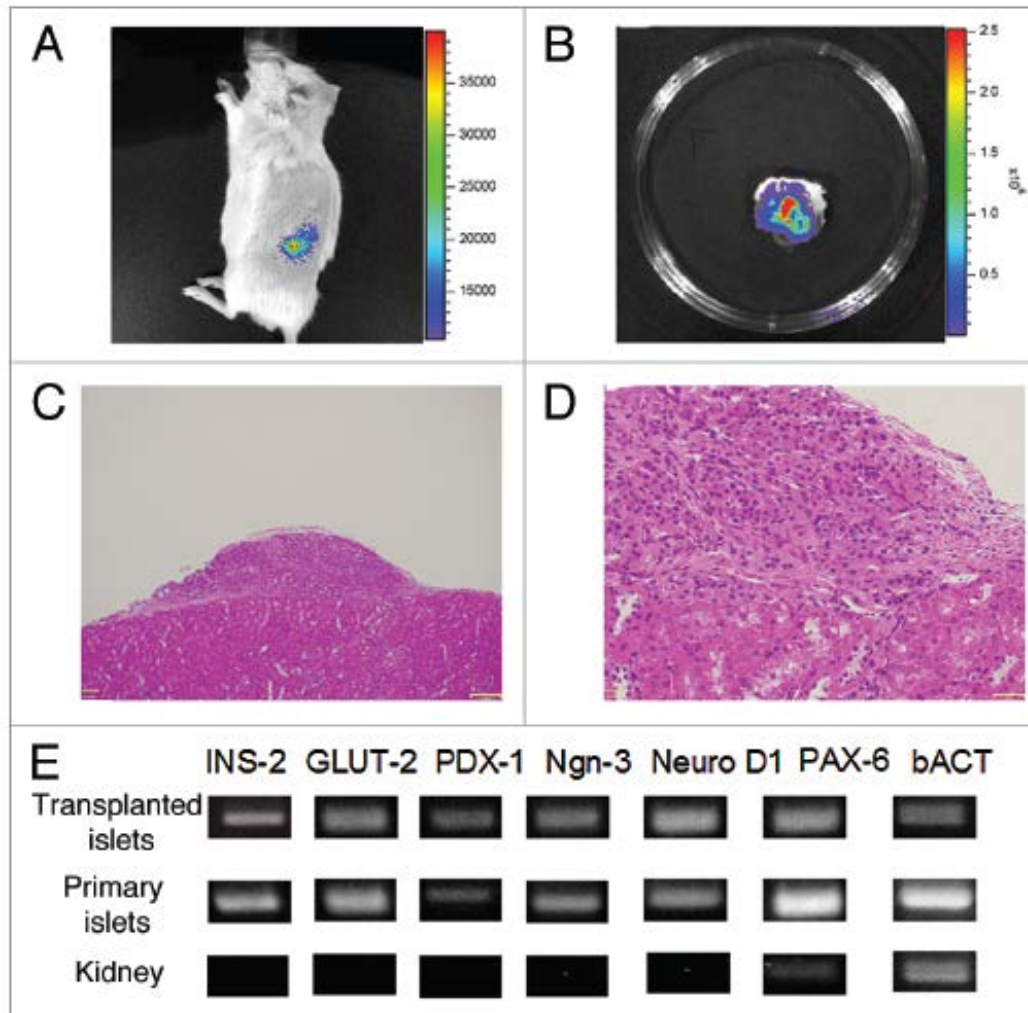 A
35000
30000
25000
20000
15000
B
2.5
2.0
1.5
1.0
0.5
x10⁶
C
D
E
INS-2 GLUT-2 PDX-1 Ngn-3 Neuro D1 PAX-6 bACT
Transplanted
islets
Primary
islets
Kidney